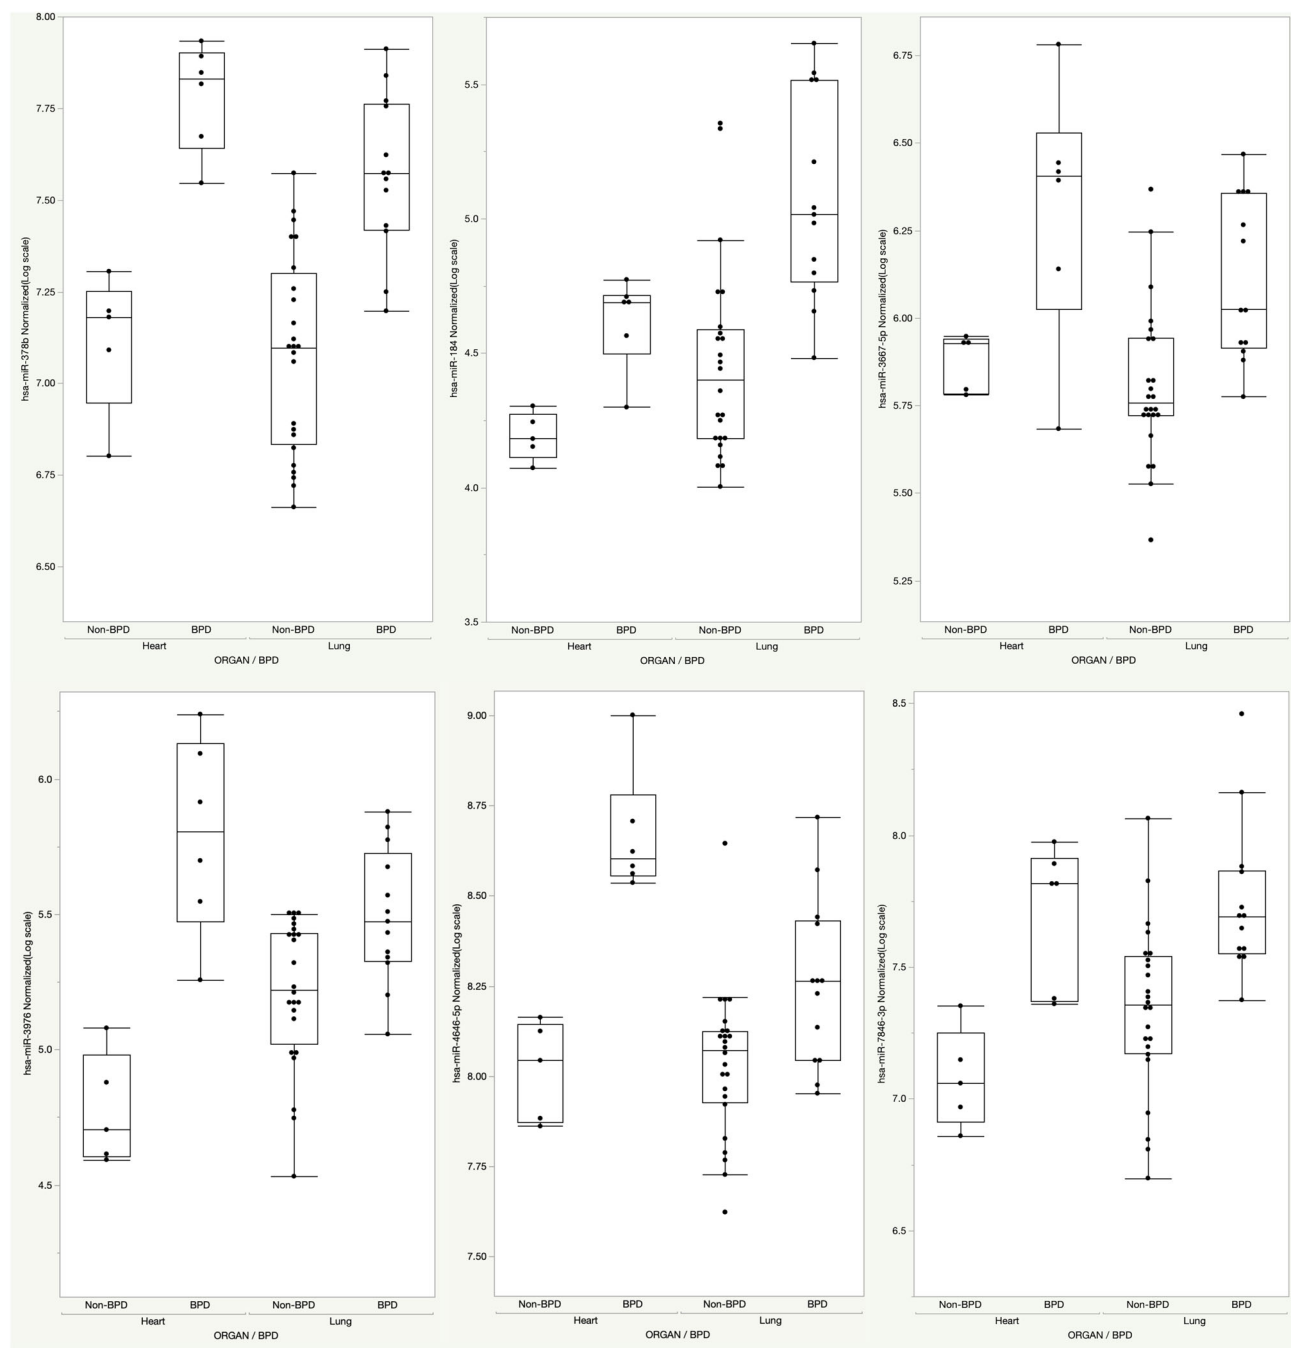 hsa-miR-378b Normalized(Log scale)
8.00
7.75
7.50
7.25
7.00
6.75
6.50
Non-BPD BPD Non-BPD BPD
Heart Lung
ORGAN / BPD
hsa-miR-184 Normalized(Log scale)
5.5
5.0
4.5
4.0
3.5
Non-BPD BPD Non-BPD BPD
Heart Lung
ORGAN / BPD
hsa-miR-3667-5p Normalized(Log scale)
6.75
6.50
6.25
6.00
5.75
5.50
5.25
Non-BPD BPD Non-BPD BPD
Heart Lung
ORGAN / BPD
hsa-miR-3976 Normalized(Log scale)
6.0
5.5
5.0
4.5
Non-BPD BPD Non-BPD BPD
Heart Lung
ORGAN / BPD
hsa-miR-4646-5p Normalized(Log scale)
9.00
8.75
8.50
8.25
8.00
7.75
7.50
Non-BPD BPD Non-BPD BPD
Heart Lung
ORGAN / BPD
hsa-miR-7846-3p Normalized(Log scale)
8.5
8.0
7.5
7.0
6.5
Non-BPD BPD Non-BPD BPD
Heart Lung
ORGAN / BPD